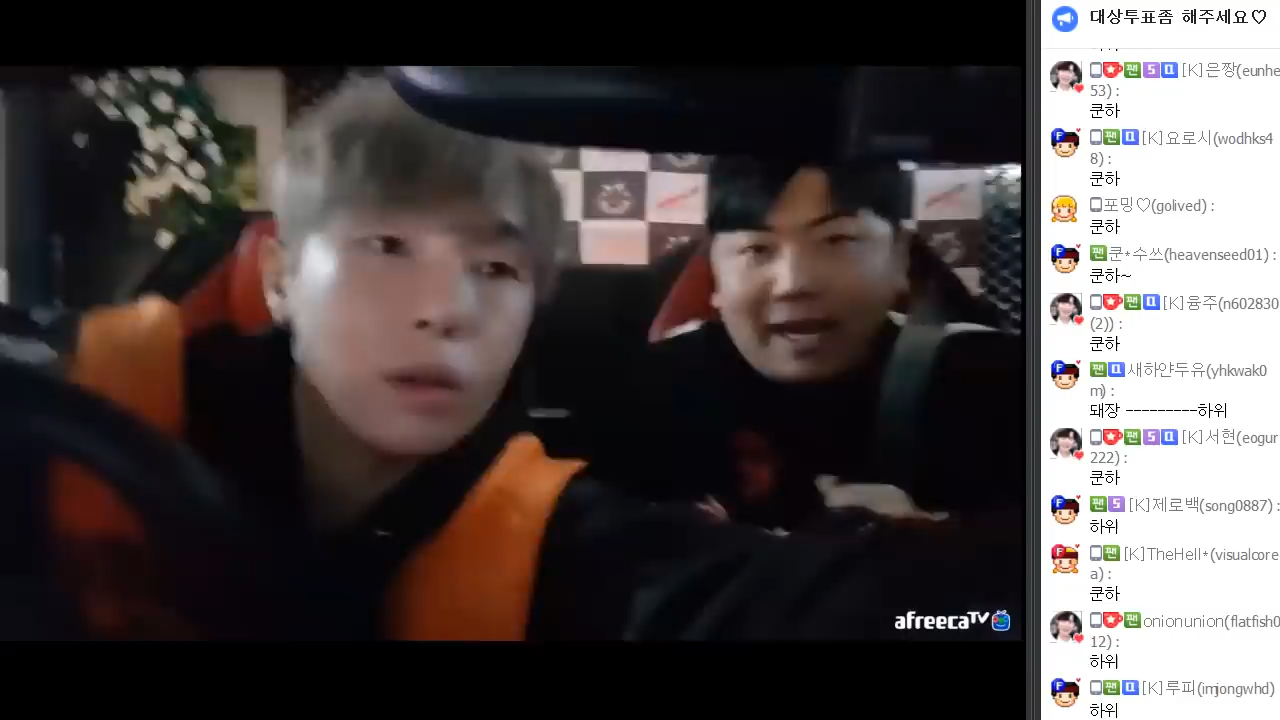 대상투표좀 해주세요♡
[K]은짱(eunhe
53) :
쿤하
[K]요로시(wodhks4
8) :
쿤하
포밍♡(golived) :
쿤하
쿤*수쓰(heavenseed01) :
쿤하~
[K]융주(n602830
(2)) :
쿤하
새하얀두유(yhkwak0
m) :
돼장 ---------하위
[K]서현(eogur
222) :
쿤하
[K]제로백(song0887) :
하위
[K]TheHell*(visualcore
a) :
쿤하
onionunion(flatfish0
12) :
하위
[K]루피(imjongwhd)
하위
afreecaTV